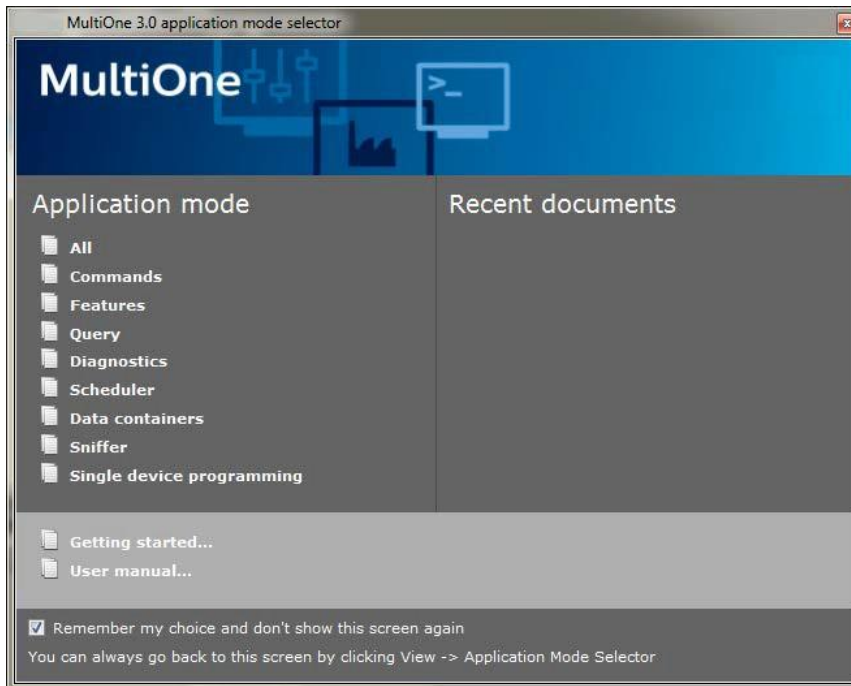 MultiOne 3.0 application mode selector
MultiOne
>_
Application mode
All
Commands
Features
Query
Diagnostics
Scheduler
Data containers
Sniffer
Single device programming
Recent documents
Getting started...
User manual...
Remember my choice and don't show this screen again
You can always go back to this screen by clicking View -> Application Mode Selector